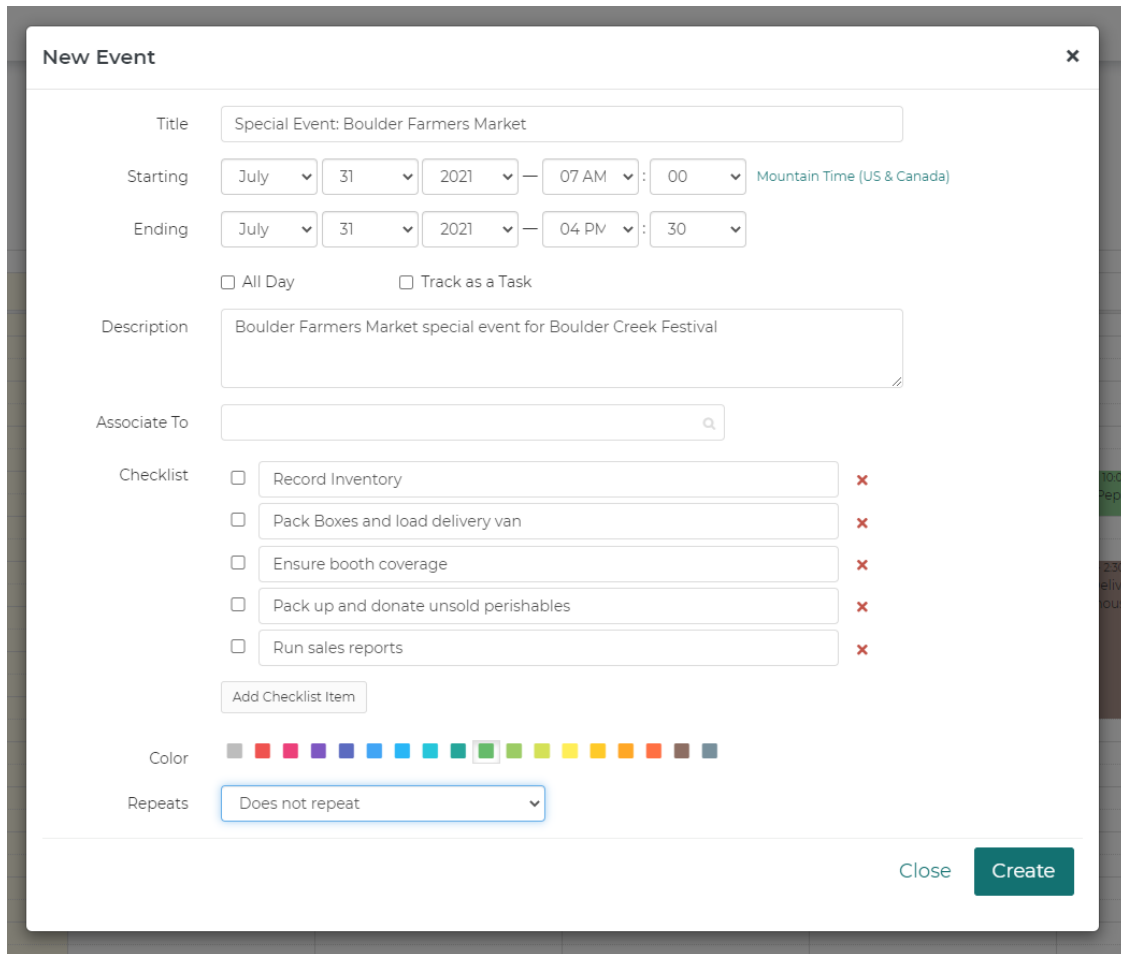 New Event ×
Title Special Event: Boulder Farmers Market
Starting July 31 2021 — 07 AM : 00 Mountain Time (US & Canada)
Ending July 31 2021 — 04 PM : 30
All Day Track as a Task
Description Boulder Farmers Market special event for Boulder Creek Festival
Associate To
Checklist Record Inventory
Pack Boxes and load delivery van
Ensure booth coverage
Pack up and donate unsold perishables
Run sales reports
Add Checklist Item
Color
Repeats Does not repeat
Close Create